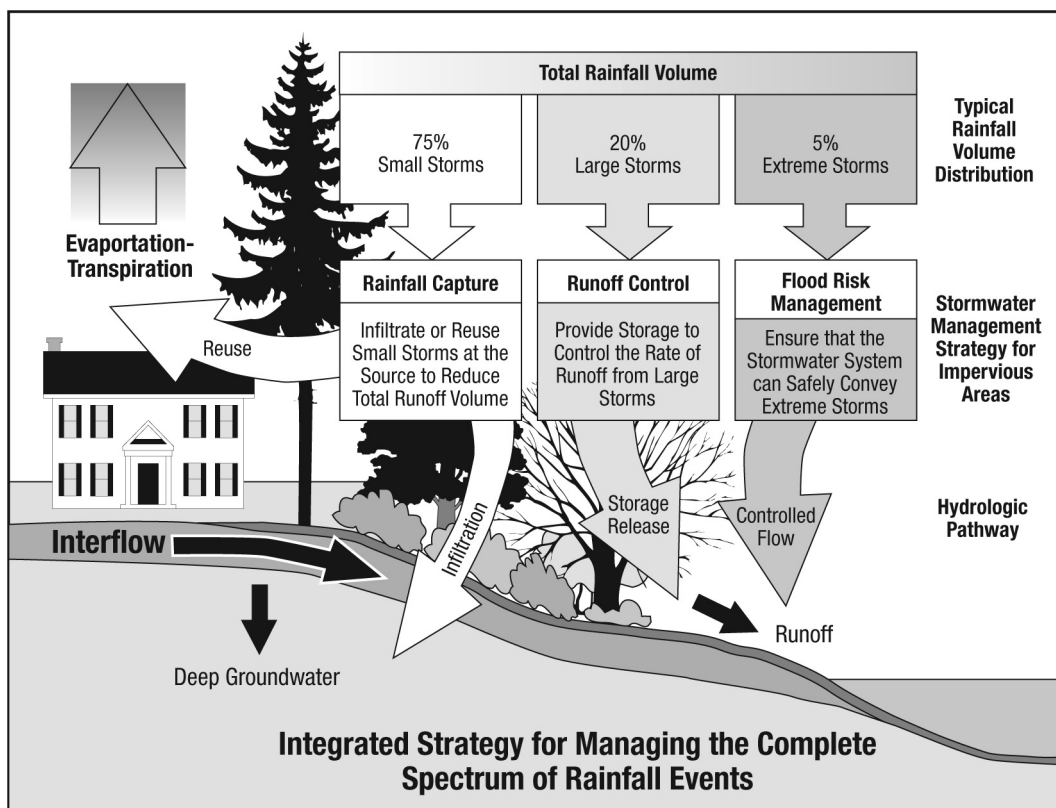 Total Rainfall Volume
75%
Small Storms
20%
Large Storms
5%
Extreme Storms
Typical
Rainfall
Volume
Distribution
Evaportation-
Transpiration
Rainfall Capture
Infiltrate or Reuse
Small Storms at the
Source to Reduce
Total Runoff Volume
Runoff Control
Provide Storage to
Control the Rate of
Runoff from Large
Storms
Flood Risk
Management
Ensure that the
Stormwater System
can Safely Convey
Extreme Storms
Stormwater
Management
Strategy for
Impervious
Areas
Reuse
Infiltration
Storage
Release
Controlled
Flow
Hydrologic
Pathway
Interflow
Runoff
Deep Groundwater
Integrated Strategy for Managing the Complete
Spectrum of Rainfall Events